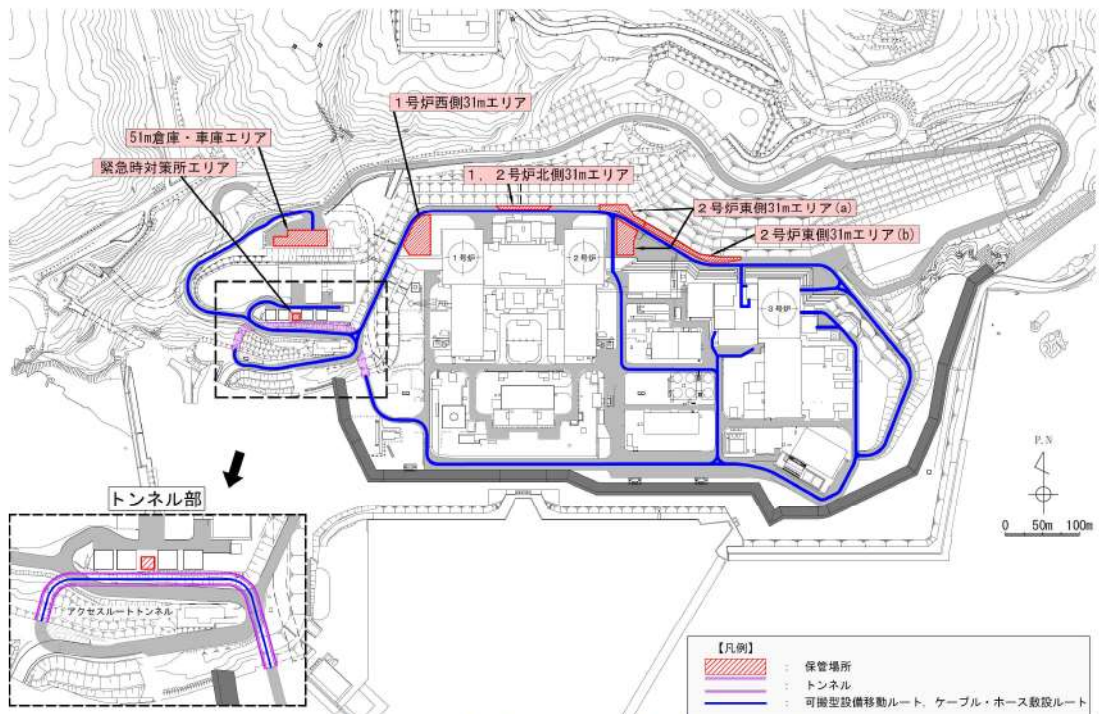 1号炉西側31mエリア
51m倉庫・車庫エリア
緊急時対策所エリア
1，2号炉北側31mエリア
2号炉東側31mエリア(a)
2号炉東側31mエリア(b)
1号炉
2号炉
3号炉
P.N
0 50m 100m
トンネル部
アクセスルートトンネル
【凡例】
： 保管場所
： トンネル
： 可搬型設備移動ルート，ケーブル・ホース敷設ルート